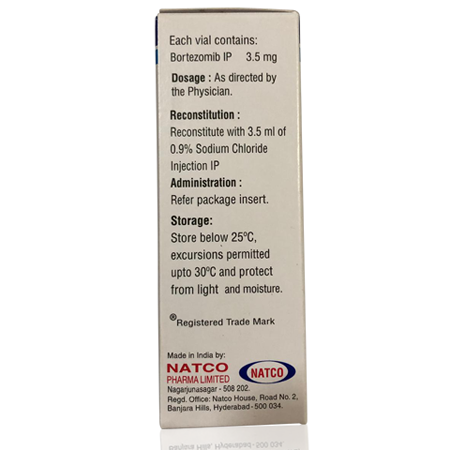 Each vial contains:
Bortezomib IP 3.5 mg
Dosage : As directed by
the Physician.
Reconstitution :
Reconstitute with 3.5 ml of
0.9% Sodium Chloride
Injection IP
Administration :
Refer package insert.
Storage:
Store below 25°C,
excursions permitted
upto 30°C and protect
from light and moisture.
®Registered Trade Mark
Made in India by:
NATCO
PHARMA LIMITED
NATCO
Nagarjunasagar - 508 202.
Regd. Office: Natco House, Road No. 2,
Banjara Hills, Hyderabad-500 034.